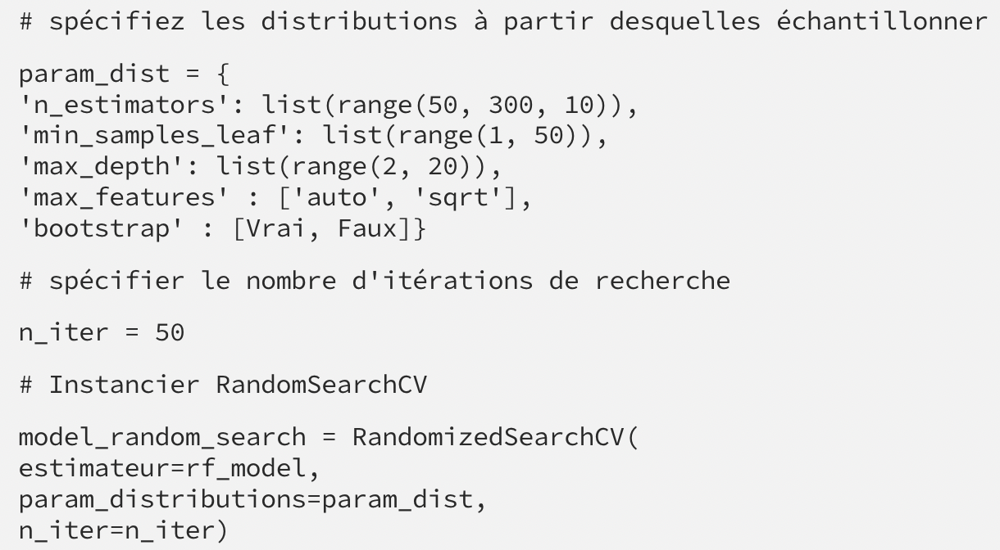 # spécifiez les distributions à partir desquelles échantillonner
param_dist = {
'n_estimators': list(range(50, 300, 10)),
'min_samples_leaf': list(range(1, 50)),
'max_depth': list(range(2, 20)),
'max_features' : ['auto', 'sqrt'],
'bootstrap' : [Vrai, Faux]}
# spécifier le nombre d'itérations de recherche
n_iter = 50
# Instancier RandomSearchCV
model_random_search = RandomizedSearchCV(
estimateur=rf_model,
param_distributions=param_dist,
n_iter=n_iter)